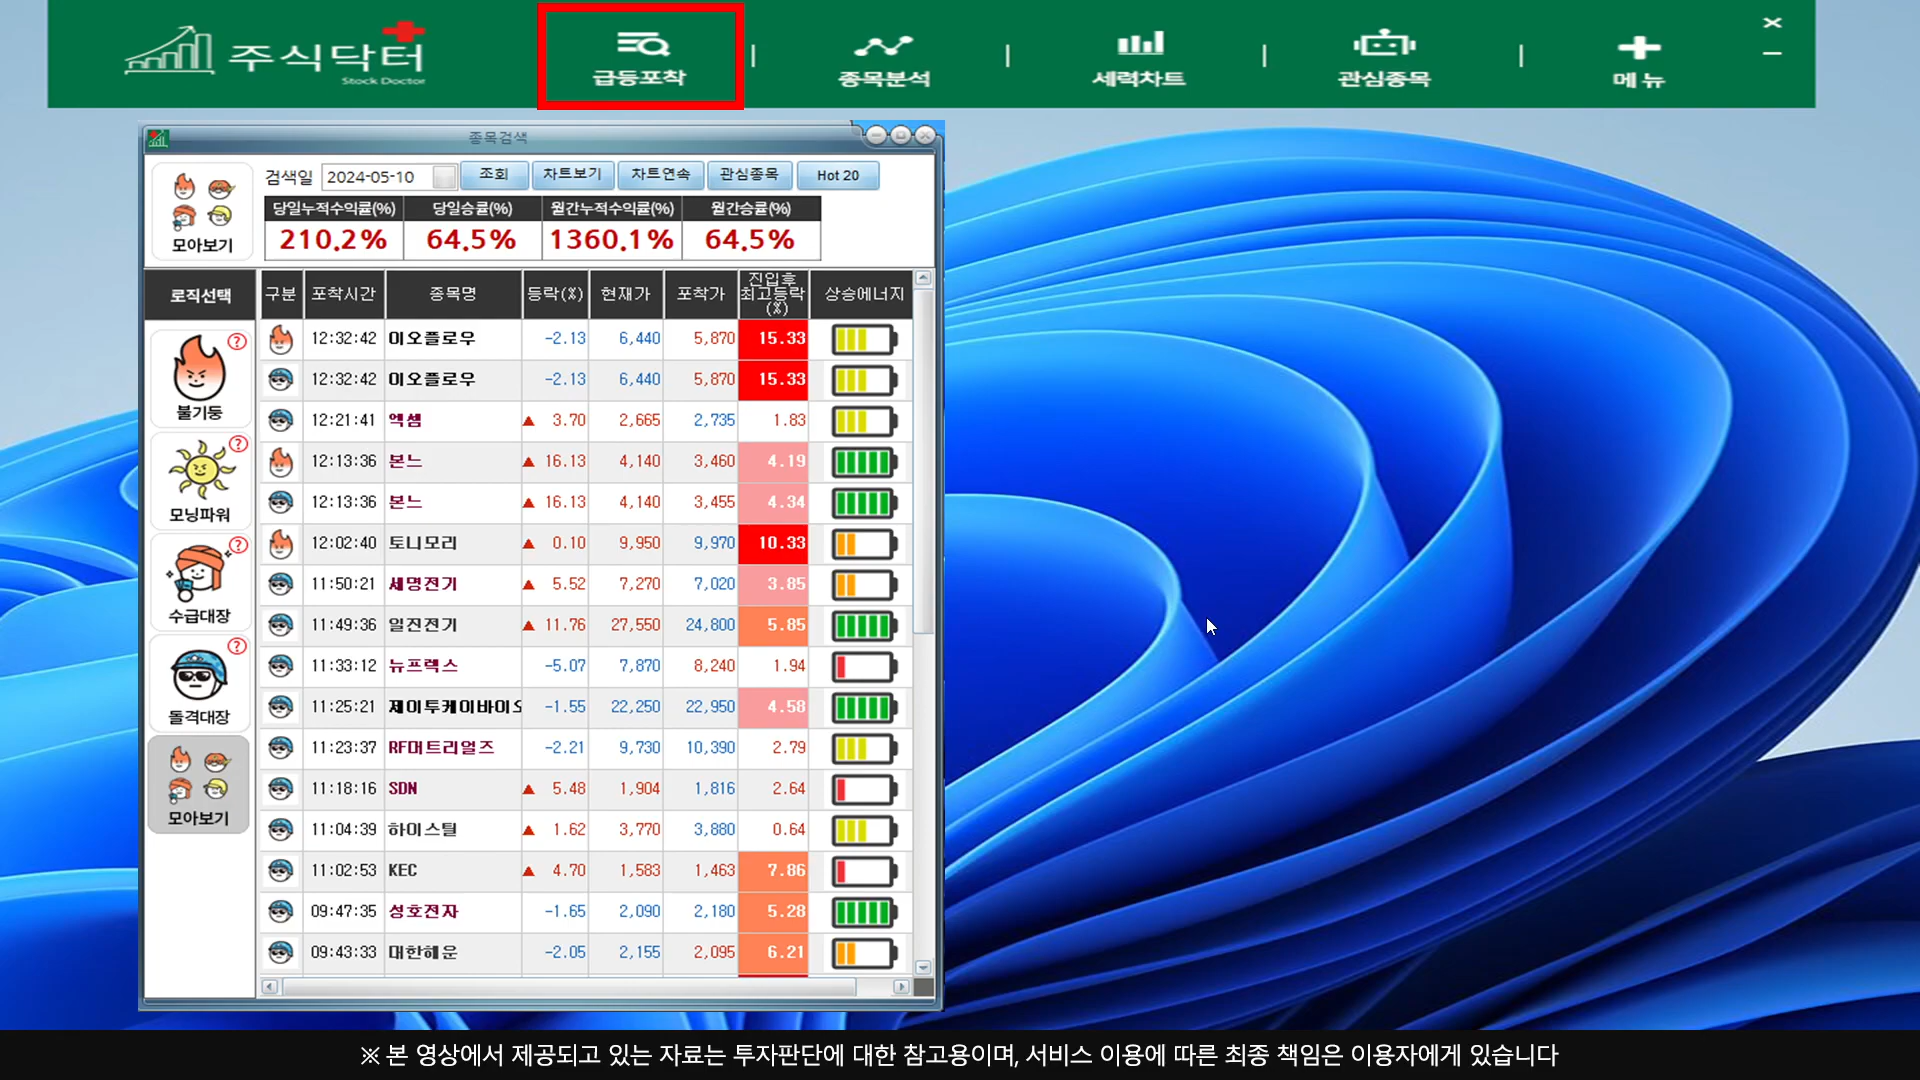 주식닥터
Stock Doctor
급등포착
종목분석
세력차트
관심종목
메뉴
종목검색
모아보기
검색일 2024-05-10 조회 차트보기 차트연속 관심종목 Hot 20
당일누적수익률(%) 당일승률(%) 월간누적수익률(%) 월간승률(%)
210.2% 64.5% 1360.1% 64.5%
로직선택
불기둥
모닝파워
수급대장
돌격대장
모아보기
구분 포착시간 종목명 등락(%) 현재가 포착가 진입후 최고등락 (%) 상승에너지
12:32:42 이오플로우 -2.13 6,440 5,870 15.33
12:32:42 이오플로우 -2.13 6,440 5,870 15.33
12:21:41 엑셈 ▲ 3.70 2,665 2,735 1.83
12:13:36 본느 ▲ 16.13 4,140 3,460 4.19
12:13:36 본느 ▲ 16.13 4,140 3,455 4.34
12:02:40 토니모리 ▲ 0.10 9,950 9,970 10.33
11:50:21 세명전기 ▲ 5.52 7,270 7,020 3.85
11:49:36 일진전기 ▲ 11.76 27,550 24,800 5.85
11:33:12 뉴프렉스 -5.07 7,870 8,240 1.94
11:25:21 제이투케이바이오 -1.55 22,250 22,950 4.58
11:23:37 RF머트리얼즈 -2.21 9,730 10,390 2.79
11:18:16 SDN ▲ 5.48 1,904 1,816 2.64
11:04:39 하이스틸 ▲ 1.62 3,770 3,880 0.64
11:02:53 KEC ▲ 4.70 1,583 1,463 7.86
09:47:35 성호전자 -1.65 2,090 2,180 5.28
09:43:33 대한해운 -2.05 2,155 2,095 6.21
※ 본 영상에서 제공되고 있는 자료는 투자판단에 대한 참고용이며, 서비스 이용에 따른 최종 책임은 이용자에게 있습니다